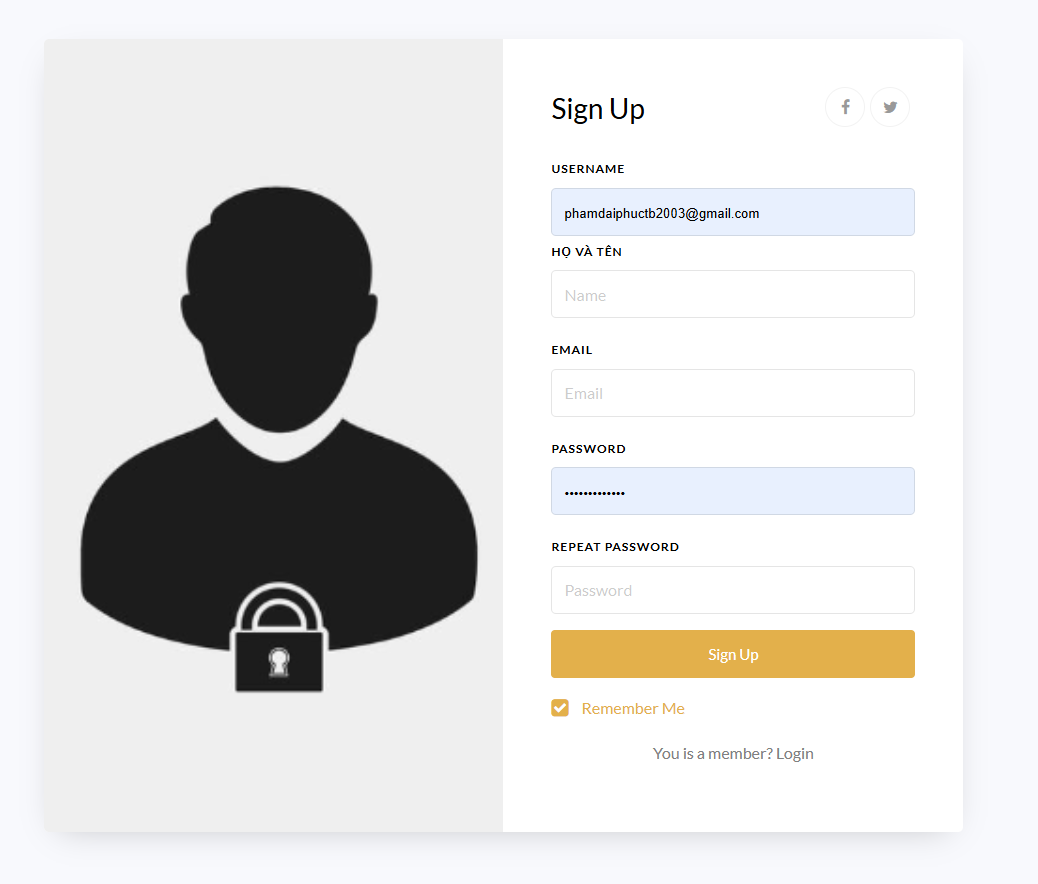 Sign Up
USERNAME
phamdaiphuctb2003@gmail.com
HỌ VÀ TÊN
Name
EMAIL
Email
PASSWORD
•••••••••••••
REPEAT PASSWORD
Password
Sign Up
Remember Me
You is a member? Login